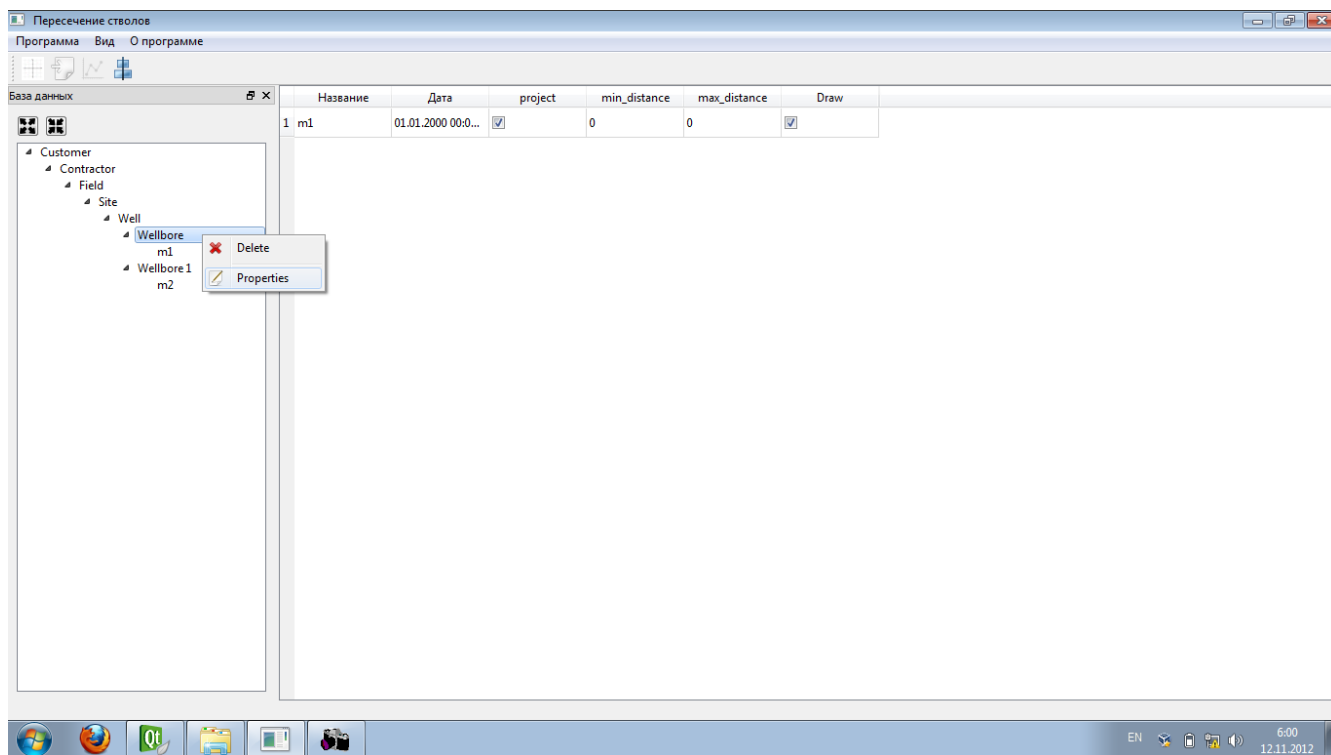 Пересечение стволов
Программа Вид О программе
База данных
Название Дата project min_distance max_distance Draw
1 m1 01.01.2000 00:0... 0 0
Customer
Contractor
Field
Site
Well
Wellbore
m1
Wellbore 1
m2
Delete
Properties
Qt
EN 6:00
12.11.2012